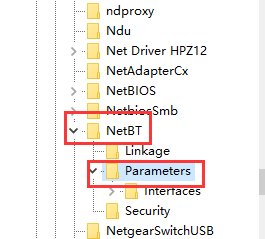 ndproxy
Ndu
Net Driver HPZ12
NetAdapterCx
NetBIOS
NetbiosSmb
NetBT
Linkage
Parameters
Interfaces
Security
NetgearSwitchUSB